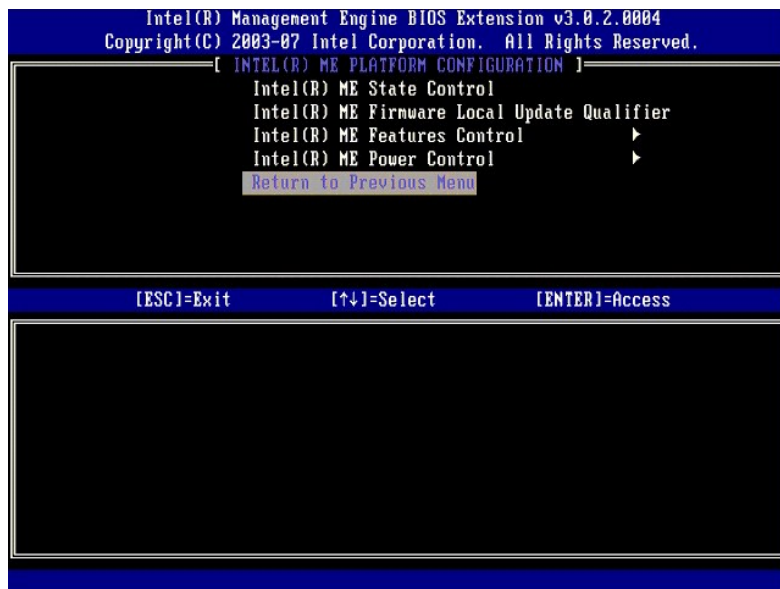 Intel(R) Management Engine BIOS Extension v3.0.2.0004
Copyright(C) 2003-07 Intel Corporation. All Rights Reserved.
[ INTEL(R) ME PLATFORM CONFIGURATION ]
Intel(R) ME State Control
Intel(R) ME Firmware Local Update Qualifier
Intel(R) ME Features Control ►
Intel(R) ME Power Control ►
Return to Previous Menu
[ESC]=Exit [↑↓]=Select [ENTER]=Access